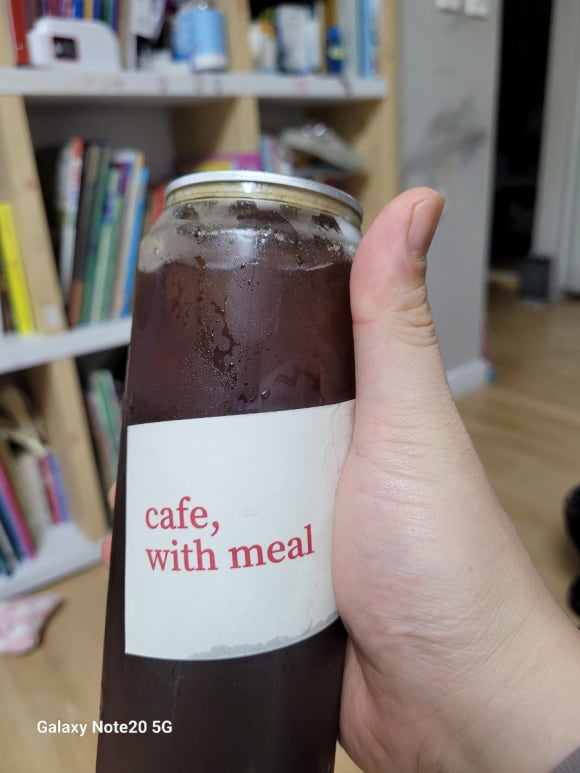 cafe,
with meal
Galaxy Note20 5G